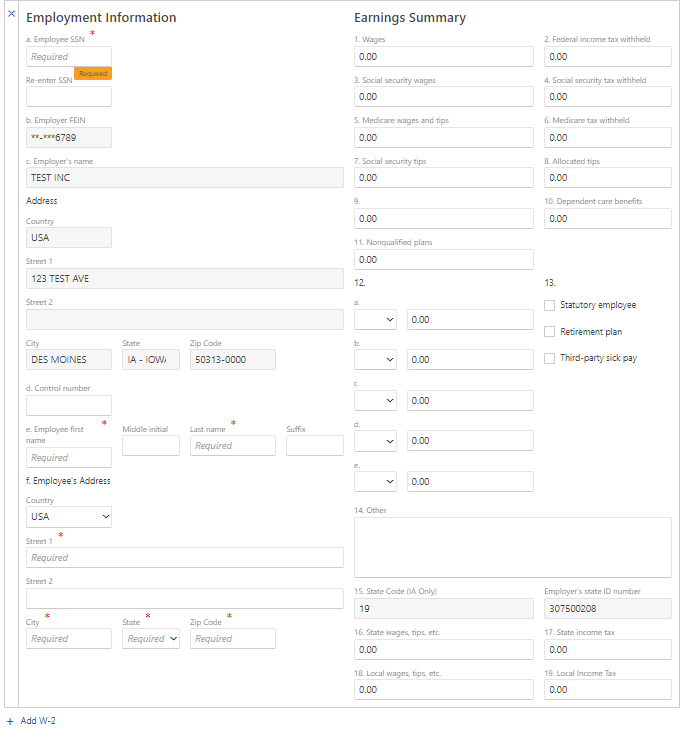 Employment Information
a. Employee SSN *
Required
Required
Re-enter SSN
b. Employer FEIN
**-***6789
c. Employer's name
TEST INC
Address
Country
USA
Street 1
123 TEST AVE
Street 2
City State Zip Code
DES MOINES IA - IOW 50313-0000
d. Control number
e. Employee first name * Middle initial Last name * Suffix
Required Required
f. Employee's Address
Country
USA
Street 1 *
Required
Street 2
City * State * Zip Code *
Required Required Required
Earnings Summary
1. Wages 2. Federal income tax withheld
0.00 0.00
3. Social security wages 4. Social security tax withheld
0.00 0.00
5. Medicare wages and tips 6. Medicare tax withheld
0.00 0.00
7. Social security tips 8. Allocated tips
0.00 0.00
9. 10. Dependent care benefits
0.00 0.00
11. Nonqualified plans
0.00
12. 13.
a.
0.00 Statutory employee
b. Retirement plan
0.00 Third-party sick pay
c.
0.00
d.
0.00
e.
0.00
14. Other
15. State Code (IA Only) Employer's state ID number
19 307500208
16. State wages, tips, etc. 17. State income tax
0.00 0.00
18. Local wages, tips, etc. 19. Local Income Tax
0.00 0.00
+ Add W-2